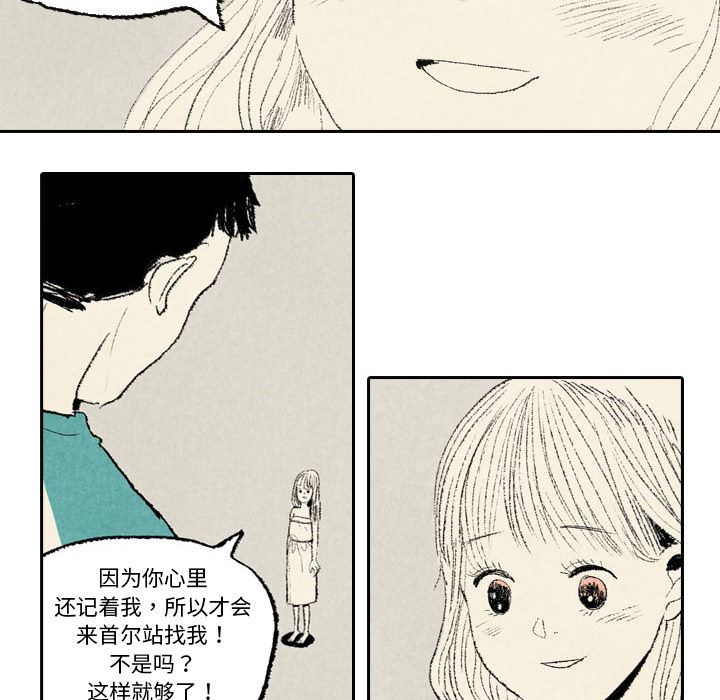 因为你心里
还记着我，所以才会
来首尔站找我！
不是吗？
这样就够了！